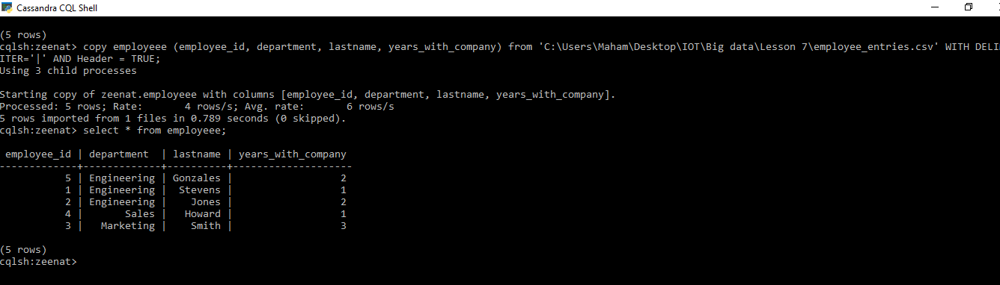 Cassandra CQL Shell
(5 rows)
cqlsh:zeenat> copy employeee (employee_id, department, lastname, years_with_company) from 'C:\Users\Maham\Desktop\IOT\Big data\Lesson 7\employee_entries.csv' WITH DELIM
ITER='|' AND Header = TRUE;
Using 3 child processes
Starting copy of zeenat.employeee with columns [employee_id, department, lastname, years_with_company].
Processed: 5 rows; Rate:       4 rows/s; Avg. rate:       6 rows/s
5 rows imported from 1 files in 0.789 seconds (0 skipped).
cqlsh:zeenat> select * from employeee;
 employee_id | department  | lastname | years_with_company
-------------+-------------+----------+--------------------
           5 | Engineering | Gonzales |                  2
           1 | Engineering |  Stevens |                  1
           2 | Engineering |    Jones |                  2
           4 |       Sales |   Howard |                  1
           3 |   Marketing |    Smith |                  3
(5 rows)
cqlsh:zeenat>